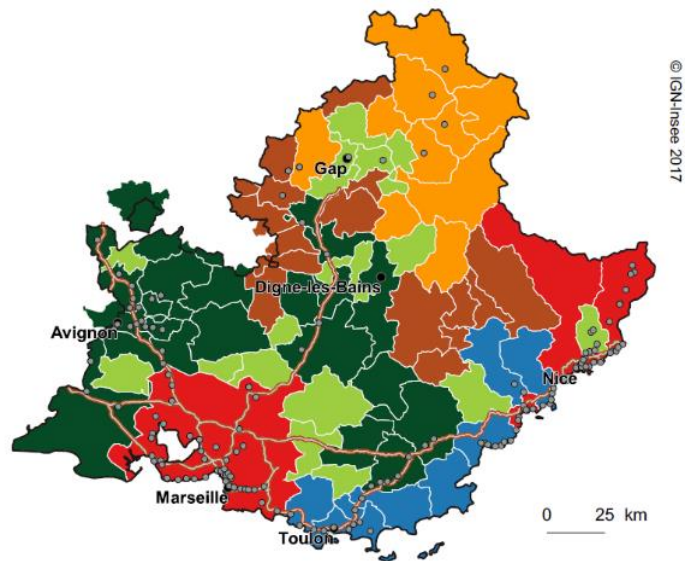 © IGN-Insee 2017
Gap
Digne-les-Bains
Avignon
Nice
Marseille
Toulon
0 25 km